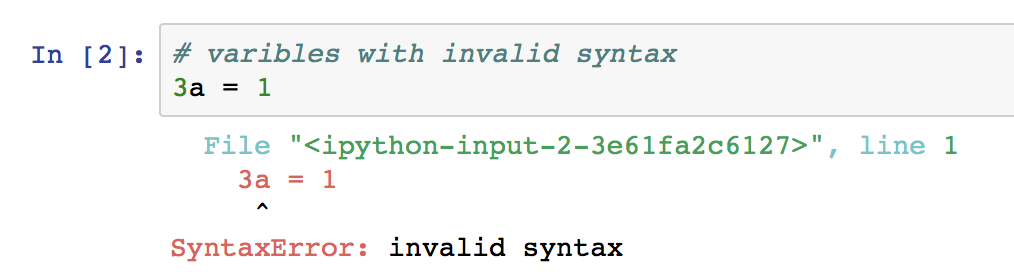 In [2]: # varibles with invalid syntax
3a = 1
File "<ipython-input-2-3e61fa2c6127>", line 1
3a = 1
^
SyntaxError: invalid syntax